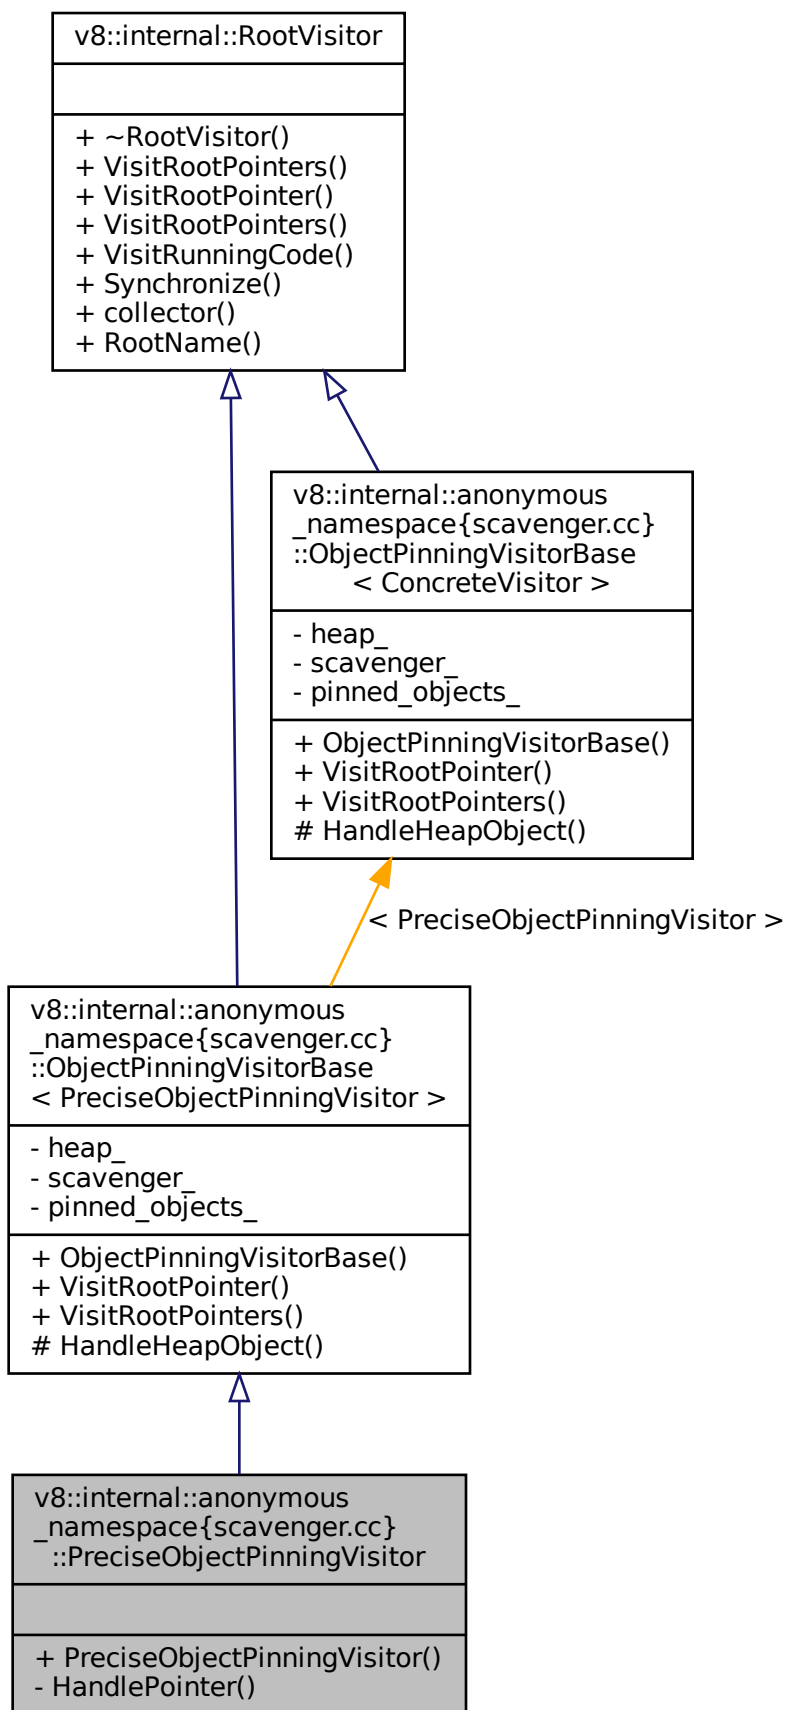 v8::internal::RootVisitor
+ ~RootVisitor()
+ VisitRootPointers()
+ VisitRootPointer()
+ VisitRootPointers()
+ VisitRunningCode()
+ Synchronize()
+ collector()
+ RootName()
v8::internal::anonymous
_namespace{scavenger.cc}
::ObjectPinningVisitorBase
< ConcreteVisitor >
- heap_
- scavenger_
- pinned_objects_
+ ObjectPinningVisitorBase()
+ VisitRootPointer()
+ VisitRootPointers()
# HandleHeapObject()
< PreciseObjectPinningVisitor >
v8::internal::anonymous
_namespace{scavenger.cc}
::ObjectPinningVisitorBase
< PreciseObjectPinningVisitor >
- heap_
- scavenger_
- pinned_objects_
+ ObjectPinningVisitorBase()
+ VisitRootPointer()
+ VisitRootPointers()
# HandleHeapObject()
v8::internal::anonymous
_namespace{scavenger.cc}
::PreciseObjectPinningVisitor
+ PreciseObjectPinningVisitor()
- HandlePointer()